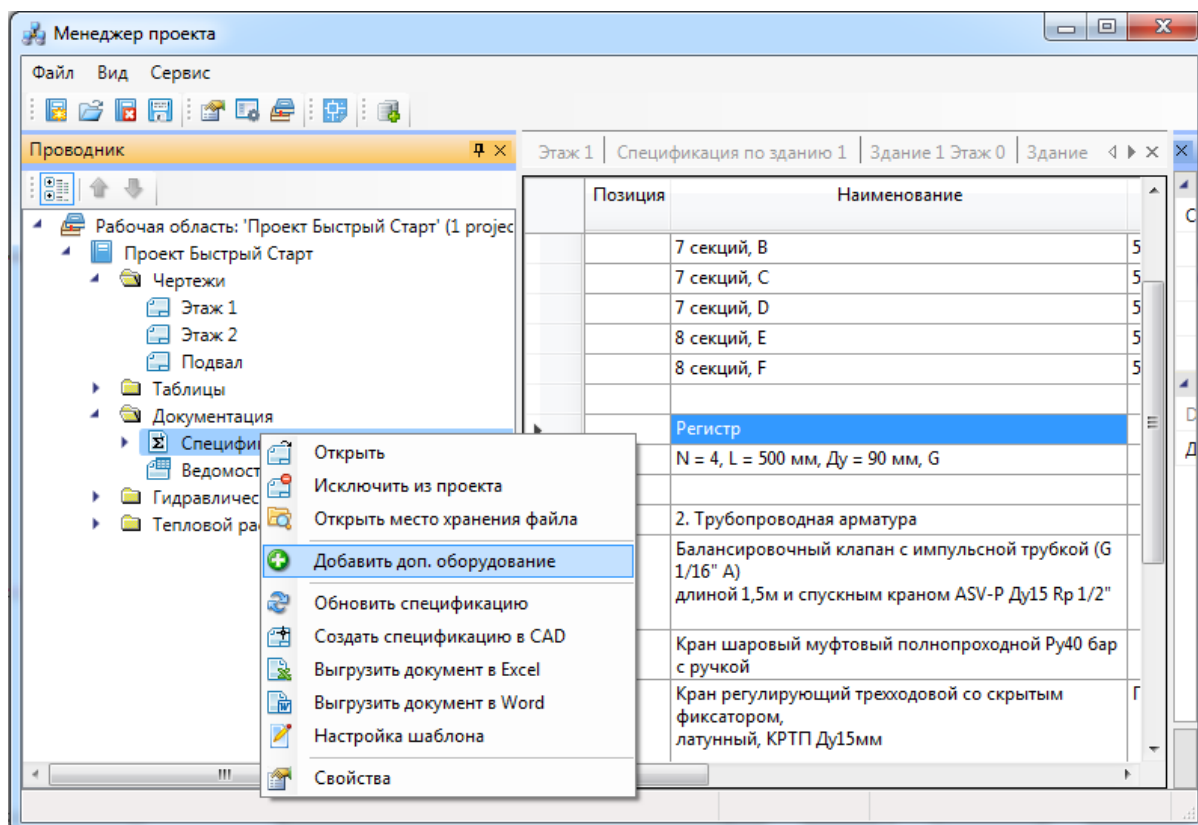 Менеджер проекта
Файл Вид Сервис
Проводник
Рабочая область: 'Проект Быстрый Старт' (1 projec
Проект Быстрый Старт
Чертежи
Этаж 1
Этаж 2
Подвал
Таблицы
Документация
Специфи
Ведомост
Гидравличес
Тепловой ра
Открыть
Исключить из проекта
Открыть место хранения файла
Добавить доп. оборудование
Обновить спецификацию
Создать спецификацию в CAD
Выгрузить документ в Excel
Выгрузить документ в Word
Настройка шаблона
Свойства
Этаж 1 Спецификация по зданию 1 Здание 1 Этаж 0 Здание
Позиция Наименование
7 секций, B 5
7 секций, C 5
7 секций, D 5
8 секций, E 5
8 секций, F 5
Регистр
N = 4, L = 500 мм, Ду = 90 мм, G
2. Трубопроводная арматура
Балансировочный клапан с импульсной трубкой (G
1/16" A)
длиной 1,5м и спускным краном ASV-P Ду15 Rp 1/2"
Кран шаровый муфтовый полнопроходной Ру40 бар
с ручкой
Кран регулирующий трехходовой со скрытым
фиксатором,
латунный, КРТП Ду15мм